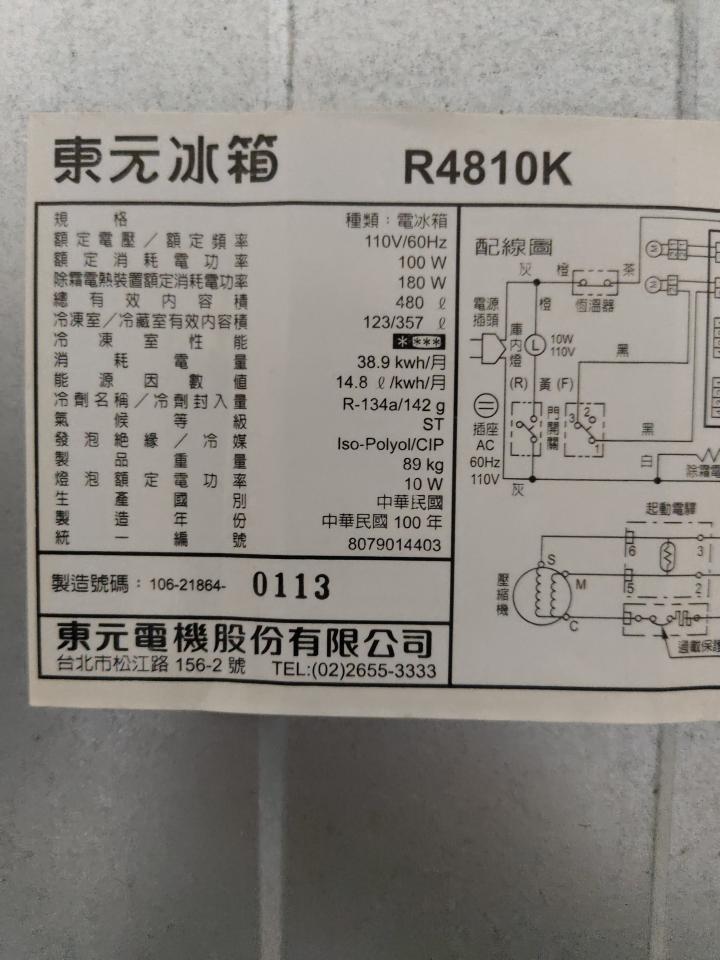 東元冰箱 R4810K
規格 種類：電冰箱
額定電壓／額定頻率 110V/60Hz
額定消耗電功率 100 W
除霜電熱裝置額定消耗電功率 180 W
總有效內容積 480 ℓ
冷凍室／冷藏室有效內容積 123/357 ℓ
冷凍室性能 * ***
消耗電量 38.9 kwh/月
能源因數值 14.8 ℓ/kwh/月
冷劑名稱／冷劑封入量 R-134a/142 g
氣候等級 ST
發泡絕緣／冷媒 Iso-Polyol/CIP
製品重量 89 kg
燈泡額定電功率 10 W
生產國別 中華民國
製造年份 中華民國 100 年
統一編號 8079014403
製造號碼：106-21864- 0113
東元電機股份有限公司
台北市松江路 156-2 號 TEL:(02)2655-3333
配線圖
灰 橙 茶
電源
插頭
橙
恆溫器
庫內燈
L
10W
110V
黑
(R) 黃 (F)
插座
AC
60Hz
110V
門開關
3 2
1
黑
白
灰
除霜電
起動電驛
6 3
5 2
壓縮機
S
M
C
過載保護